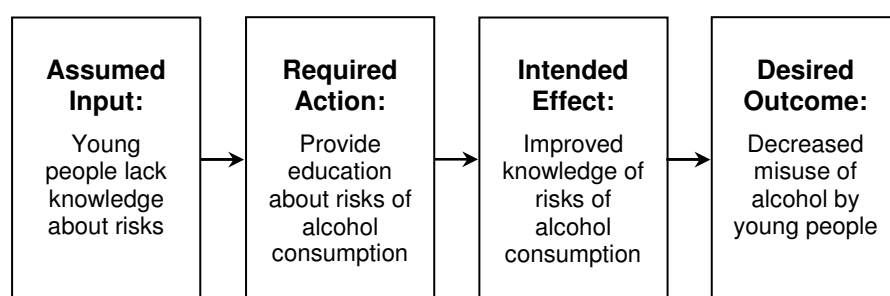 Assumed
Input:
Young
people lack
knowledge
about risks
Required
Action:
Provide
education
about risks of
alcohol
consumption
Intended
Effect:
Improved
knowledge of
risks of
alcohol
consumption
Desired
Outcome:
Decreased
misuse of
alcohol by
young people